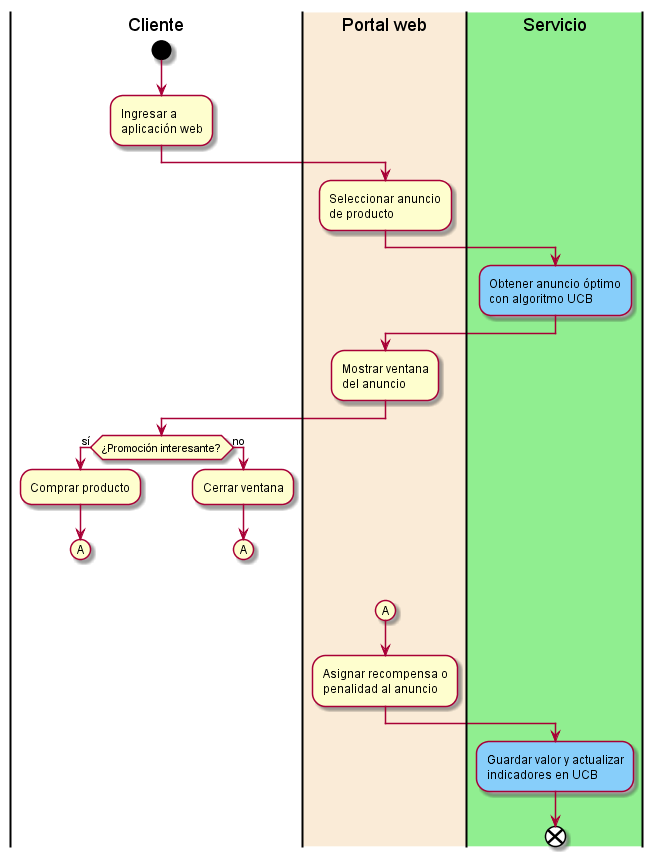 Cliente
Portal web
Servicio
Ingresar a
aplicación web
Seleccionar anuncio
de producto
Obtener anuncio óptimo
con algoritmo UCB
Mostrar ventana
del anuncio
sí
¿Promoción interesante?
no
Comprar producto
Cerrar ventana
A
A
A
Asignar recompensa o
penalidad al anuncio
Guardar valor y actualizar
indicadores en UCB